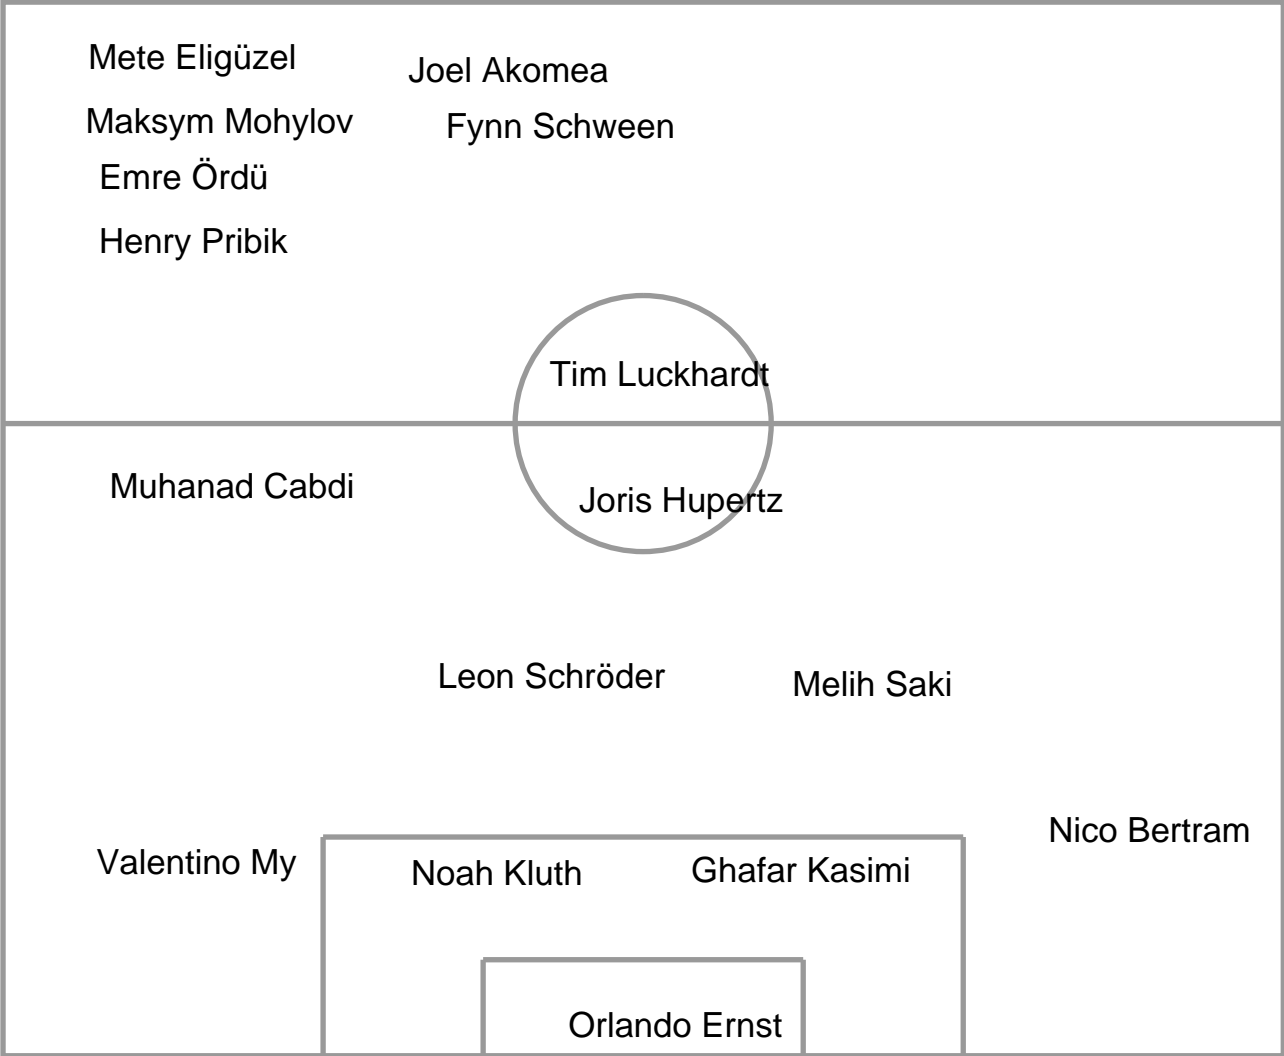 Mete Eligüzel
Joel Akomea
Maksym Mohylov
Fynn Schween
Emre Ördü
Henry Pribik
Tim Luckhardt
Muhanad Cabdi
Joris Hupertz
Leon Schröder
Melih Saki
Nico Bertram
Valentino My
Noah Kluth
Ghafar Kasimi
Orlando Ernst